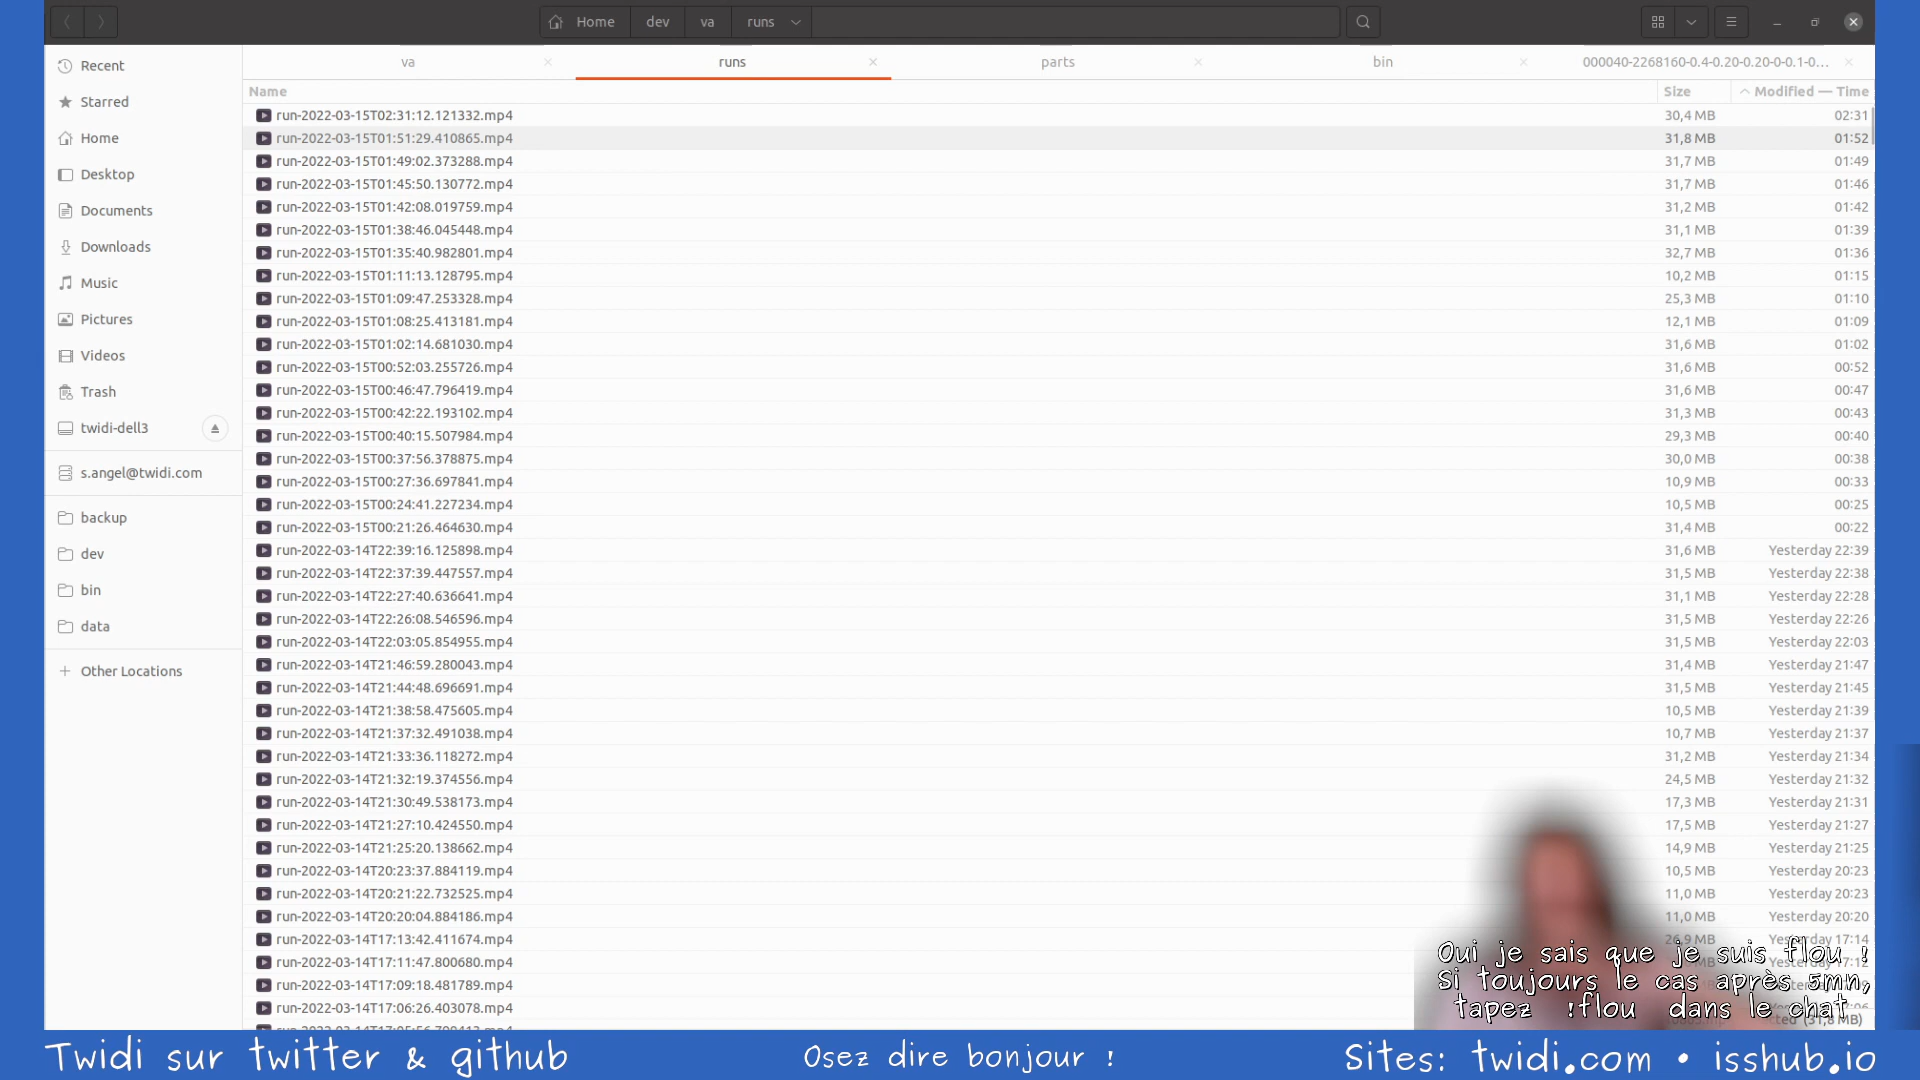 Home dev va runs
va runs parts bin 000040-2268160-0.4-0.20-0.20-0-0.1-0...
Name Size Modified — Time
Recent
Starred
Home
Desktop
Documents
Downloads
Music
Pictures
Videos
Trash
twidi-dell3
s.angel@twidi.com
backup
dev
bin
data
Other Locations
run-2022-03-15T02:31:12.121332.mp4 30,4 MB 02:31
run-2022-03-15T01:51:29.410865.mp4 31,8 MB 01:52
run-2022-03-15T01:49:02.373288.mp4 31,7 MB 01:49
run-2022-03-15T01:45:50.130772.mp4 31,7 MB 01:46
run-2022-03-15T01:42:08.019759.mp4 31,2 MB 01:42
run-2022-03-15T01:38:46.045448.mp4 31,1 MB 01:39
run-2022-03-15T01:35:40.982801.mp4 32,7 MB 01:36
run-2022-03-15T01:11:13.128795.mp4 10,2 MB 01:15
run-2022-03-15T01:09:47.253328.mp4 25,3 MB 01:10
run-2022-03-15T01:08:25.413181.mp4 12,1 MB 01:09
run-2022-03-15T01:02:14.681030.mp4 31,6 MB 01:02
run-2022-03-15T00:52:03.255726.mp4 31,6 MB 00:52
run-2022-03-15T00:46:47.796419.mp4 31,6 MB 00:47
run-2022-03-15T00:42:22.193102.mp4 31,3 MB 00:43
run-2022-03-15T00:40:15.507984.mp4 29,3 MB 00:40
run-2022-03-15T00:37:56.378875.mp4 30,0 MB 00:38
run-2022-03-15T00:27:36.697841.mp4 10,9 MB 00:33
run-2022-03-15T00:24:41.227234.mp4 10,5 MB 00:25
run-2022-03-15T00:21:26.464630.mp4 31,4 MB 00:22
run-2022-03-14T22:39:16.125898.mp4 31,6 MB Yesterday 22:39
run-2022-03-14T22:37:39.447557.mp4 31,5 MB Yesterday 22:38
run-2022-03-14T22:27:40.636641.mp4 31,1 MB Yesterday 22:28
run-2022-03-14T22:26:08.546596.mp4 31,5 MB Yesterday 22:26
run-2022-03-14T22:03:05.854955.mp4 31,5 MB Yesterday 22:03
run-2022-03-14T21:46:59.280043.mp4 31,4 MB Yesterday 21:47
run-2022-03-14T21:44:48.696691.mp4 31,5 MB Yesterday 21:45
run-2022-03-14T21:38:58.475605.mp4 10,5 MB Yesterday 21:39
run-2022-03-14T21:37:32.491038.mp4 10,7 MB Yesterday 21:37
run-2022-03-14T21:33:36.118272.mp4 31,2 MB Yesterday 21:34
run-2022-03-14T21:32:19.374556.mp4 24,5 MB Yesterday 21:32
run-2022-03-14T21:30:49.538173.mp4 17,3 MB Yesterday 21:31
run-2022-03-14T21:27:10.424550.mp4 17,5 MB Yesterday 21:27
run-2022-03-14T21:25:20.138662.mp4 14,9 MB Yesterday 21:25
run-2022-03-14T20:23:37.884119.mp4 10,5 MB Yesterday 20:23
run-2022-03-14T20:21:22.732525.mp4 11,0 MB Yesterday 20:23
run-2022-03-14T20:20:04.884186.mp4 11,0 MB Yesterday 20:20
run-2022-03-14T17:13:42.411674.mp4 26,9 MB Yesterday 17:14
run-2022-03-14T17:11:47.800680.mp4
run-2022-03-14T17:09:18.481789.mp4
run-2022-03-14T17:06:26.403078.mp4
Oui je sais que je suis flou !
Si toujours le cas après 5mn,
tapez !flou dans le chat
(31,8 MB)
Twidi sur twitter & github Osez dire bonjour ! Sites: twidi.com • isshub.io